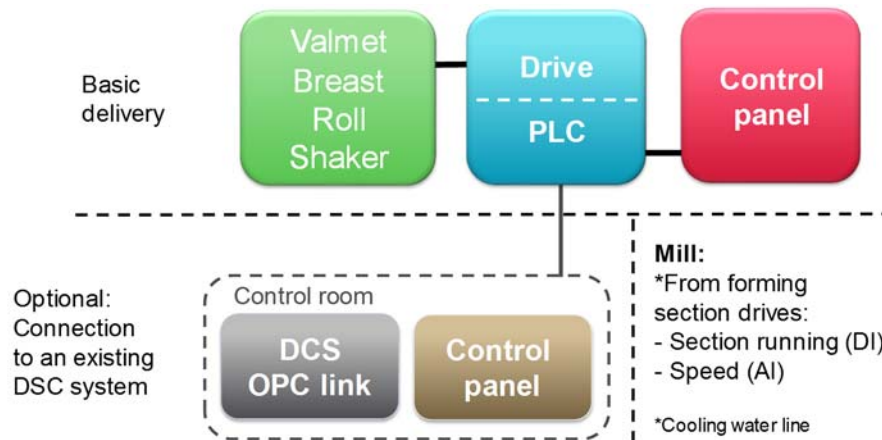 Basic
delivery
Valmet
Breast
Roll
Shaker
Drive
PLC
Control
panel
Optional:
Connection
to an existing
DSC system
Control room
DCS
OPC link
Control
panel
Mill:
*From forming
section drives:
- Section running (DI)
- Speed (AI)
*Cooling water line